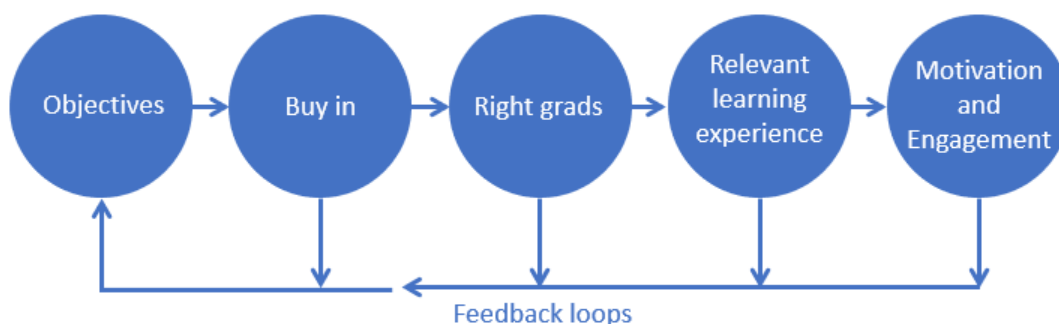 Objectives
Buy in
Right grads
Relevant
learning
experience
Motivation
and
Engagement
Feedback loops